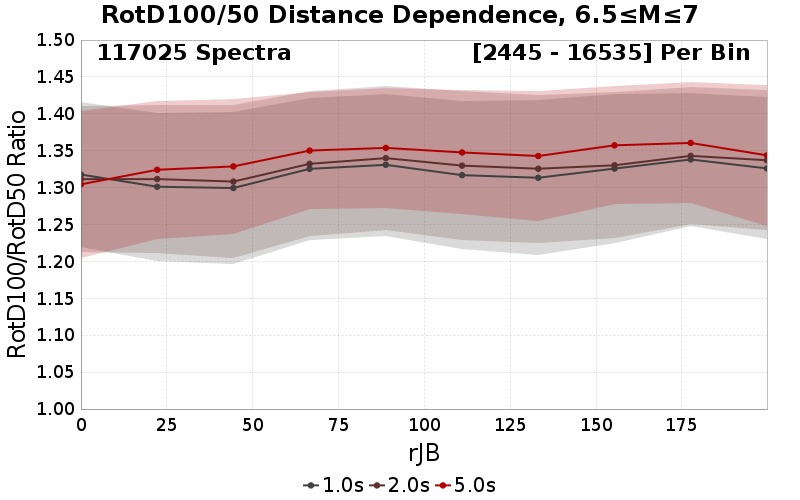 RotD100/50 Distance Dependence, 6.5≤M≤7
117025 Spectra
[2445 - 16535] Per Bin
RotD100/RotD50 Ratio
1.50
1.45
1.40
1.35
1.30
1.25
1.20
1.15
1.10
1.05
1.00
0 25 50 75 100 125 150 175
rJB
1.0s 2.0s 5.0s